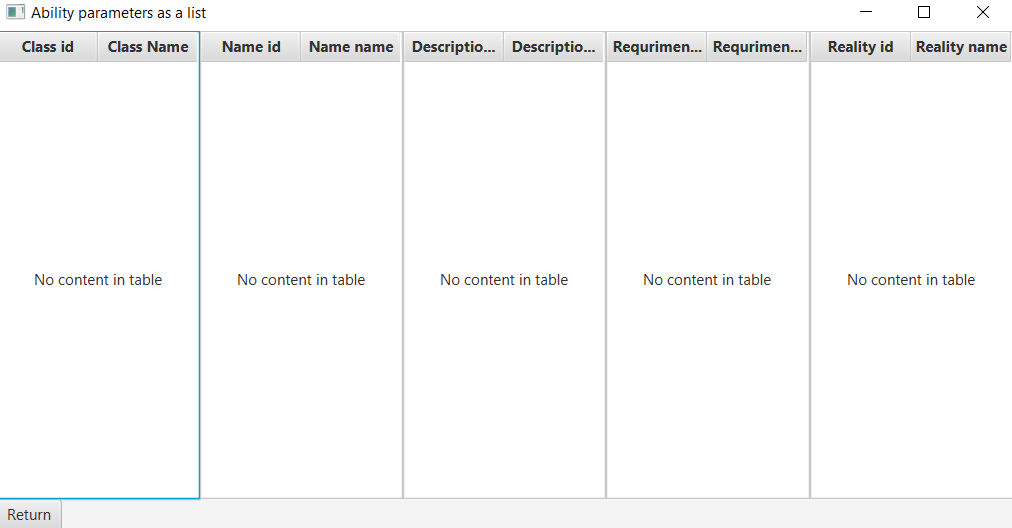 Ability parameters as a list
Class id Class Name Name id Name name Descriptio... Descriptio... Requrimen... Requrimen... Reality id Reality name
No content in table No content in table No content in table No content in table No content in table
Return